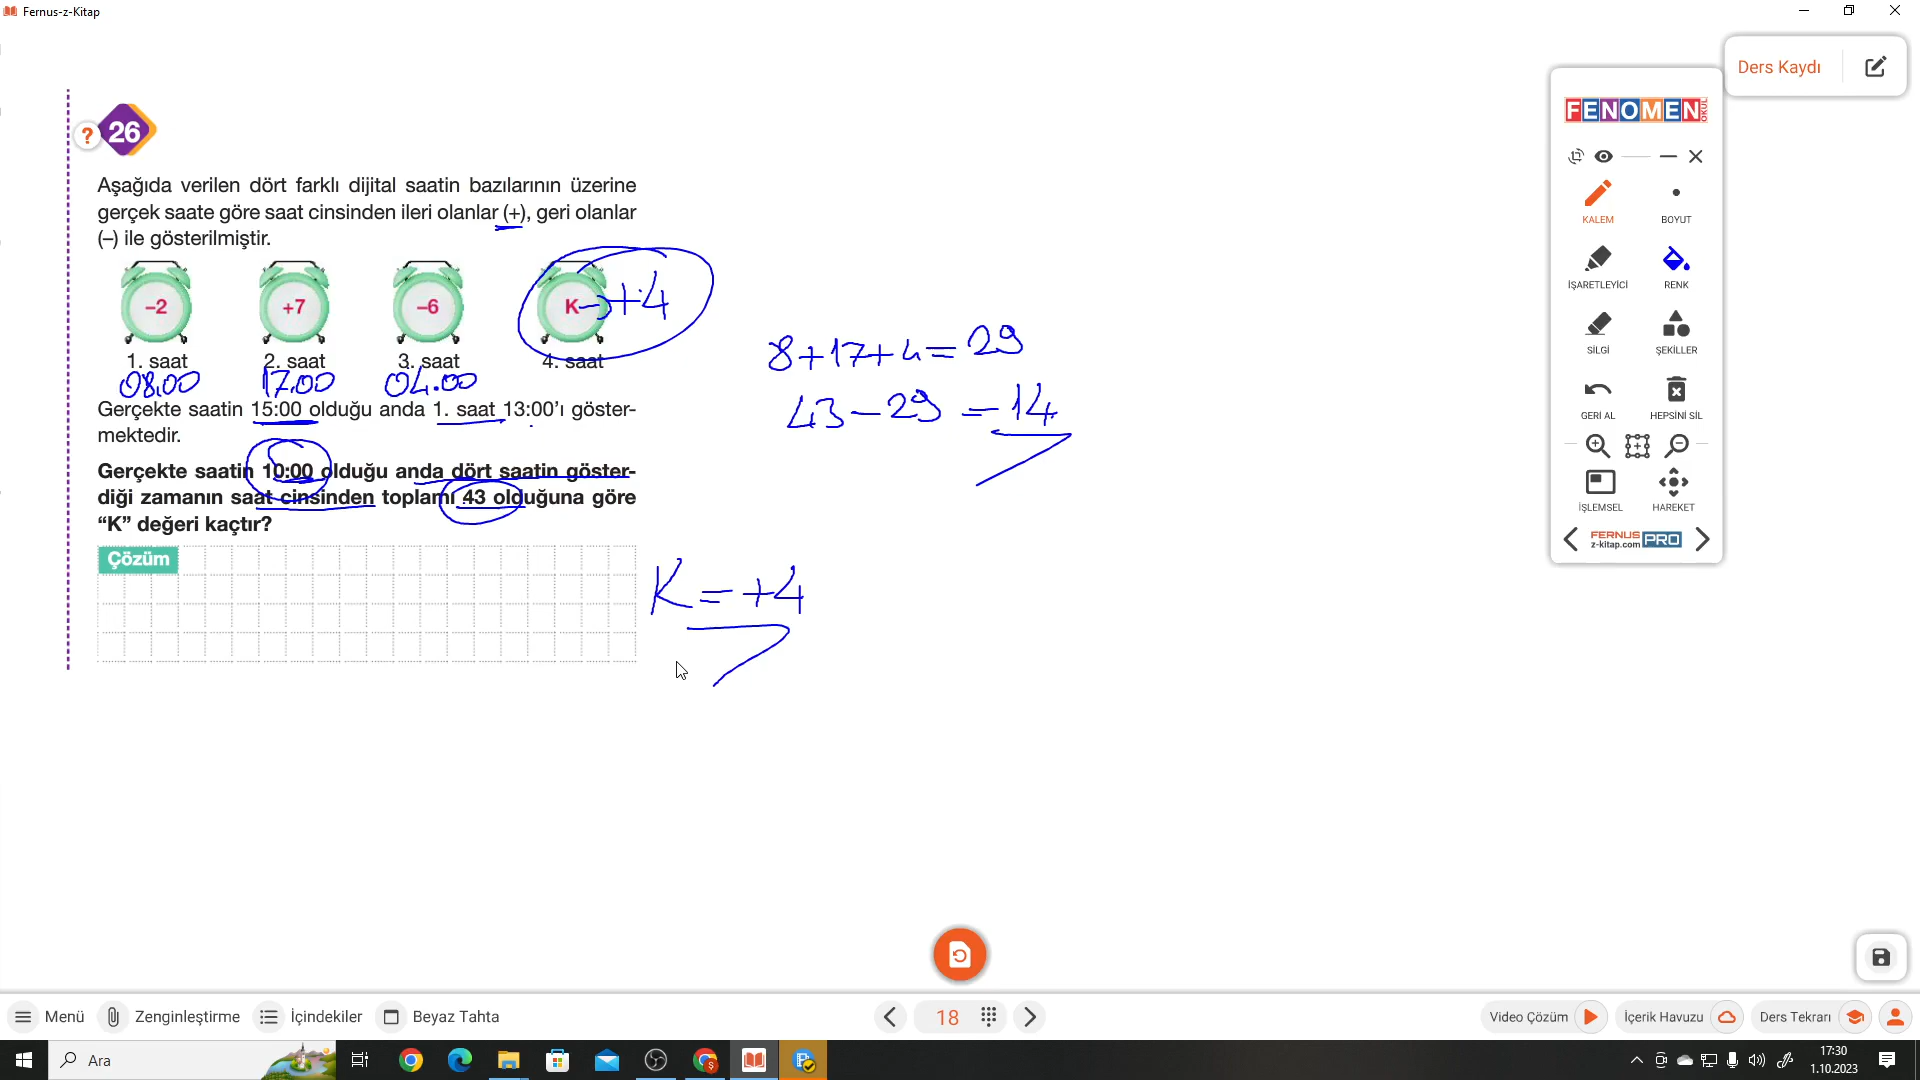 Fernus-z-Kitap
Ders Kaydı
? 26
Aşağıda verilen dört farklı dijital saatin bazılarının üzerine
gerçek saate göre saat cinsinden ileri olanlar (+), geri olanlar
(–) ile gösterilmiştir.
–2 +7 –6 K → +4
1. saat 2. saat 3. saat 4. saat
08.00 17.00 04.00
Gerçekte saatin 15:00 olduğu anda 1. saat 13:00’ı göster-
mektedir.
Gerçekte saatin 10:00 olduğu anda dört saatin göster-
diği zamanın saat cinsinden toplamı 43 olduğuna göre
“K” değeri kaçtır?
Çözüm
8+17+4=29
43–29=14
K=+4
FENOMEN OKUL
KALEM BOYUT
İŞARETLEYİCİ RENK
SİLGİ ŞEKİLLER
GERİ AL HEPSİNİ SİL
İŞLEMSEL HAREKET
FERNUS z-kitap.com PRO
Menü Zenginleştirme İçindekiler Beyaz Tahta 18 Video Çözüm İçerik Havuzu Ders Tekrarı
Ara
17:30
1.10.2023